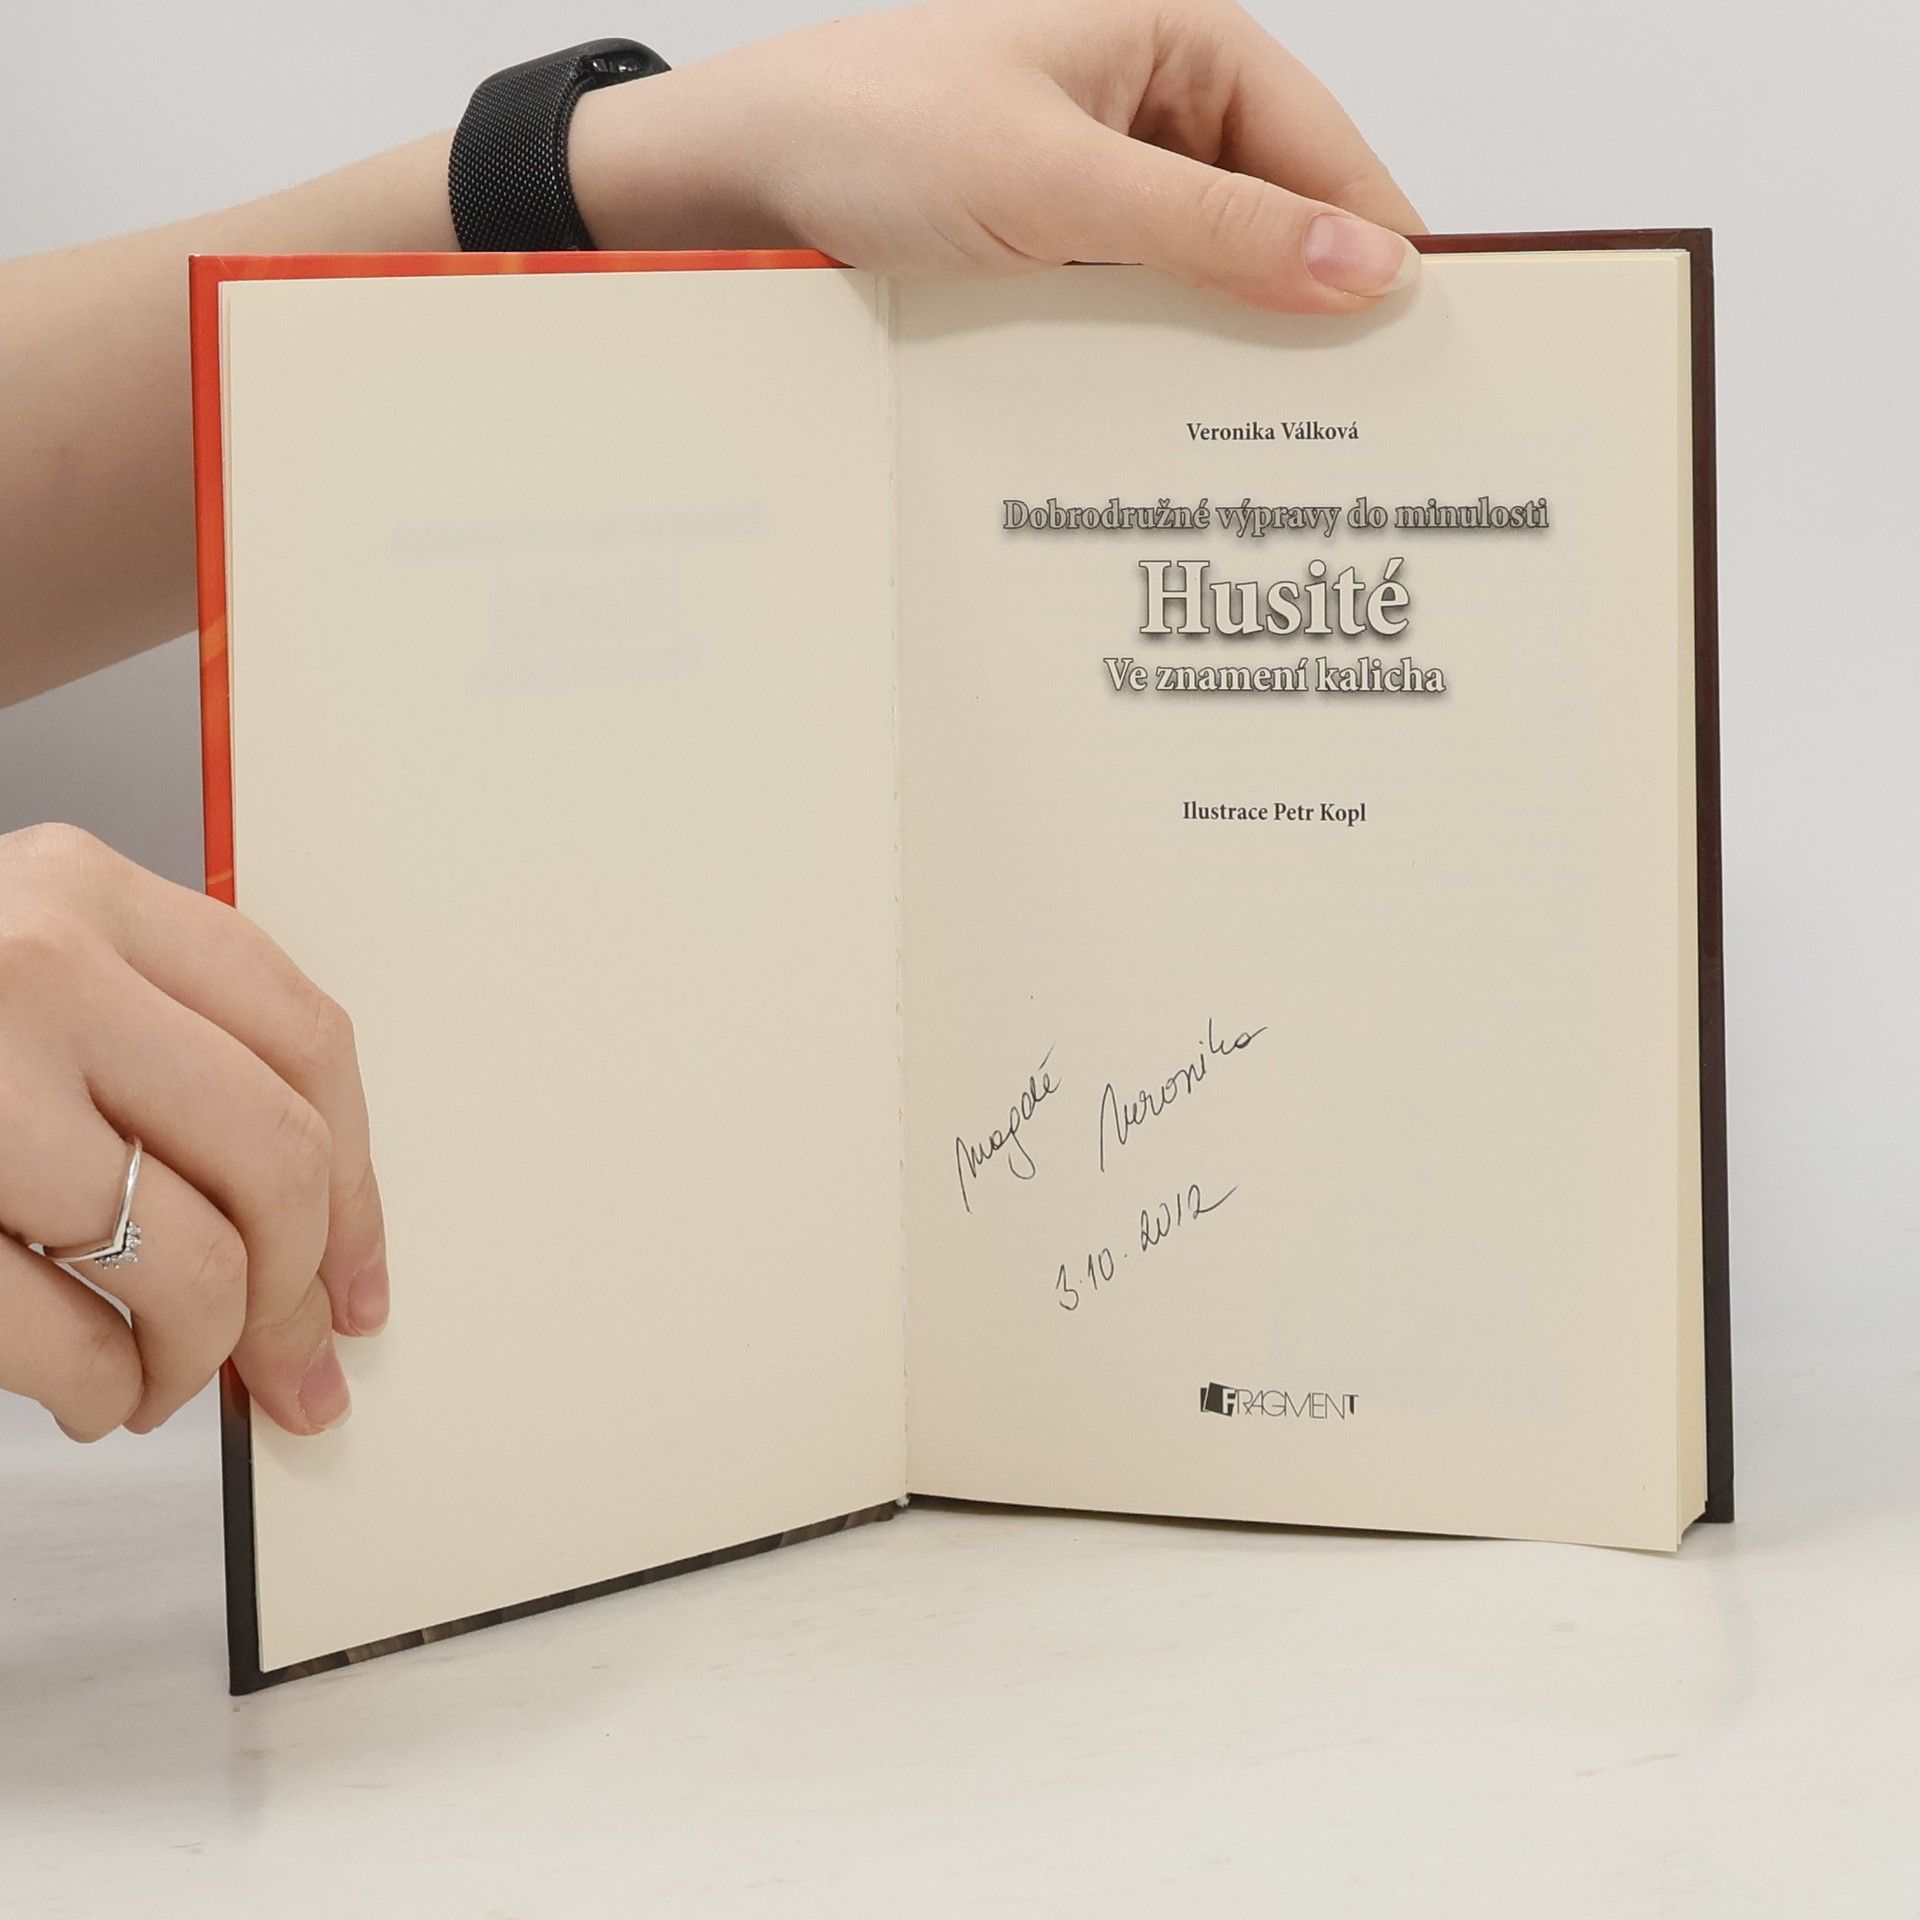 Veronika Válková
Dobrodružné výpravy do minulosti
Husité
Ve znamení kalicha
Ilustrace Petr Kopl
Magdě
Veronika
3.10.2012
FRAGMENT